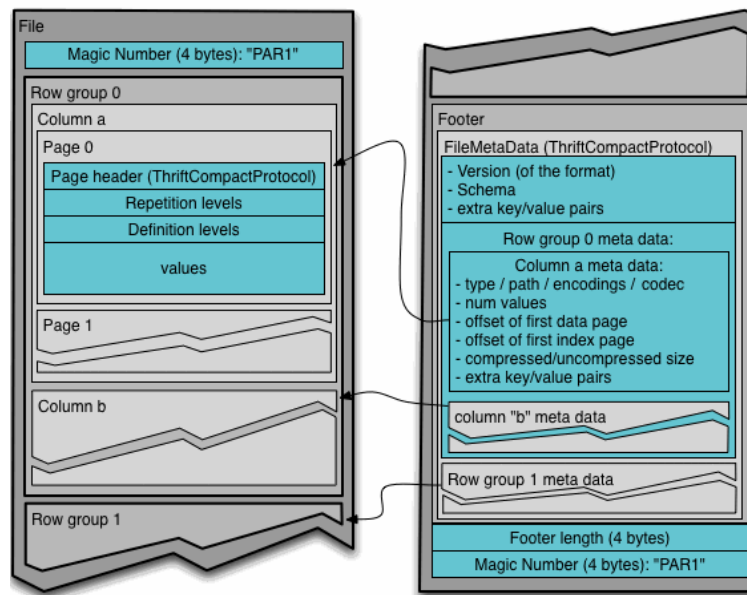 File
Magic Number (4 bytes): "PAR1"
Row group 0
Column a
Page 0
Page header (ThriftCompactProtocol)
Repetition levels
Definition levels
values
Page 1
Column b
Row group 1
Footer
FileMetaData (ThriftCompactProtocol)
- Version (of the format)
- Schema
- extra key/value pairs
Row group 0 meta data:
Column a meta data:
- type / path / encodings / codec
- num values
- offset of first data page
- offset of first index page
- compressed/uncompressed size
- extra key/value pairs
column "b" meta data
Row group 1 meta data
Footer length (4 bytes)
Magic Number (4 bytes): "PAR1"